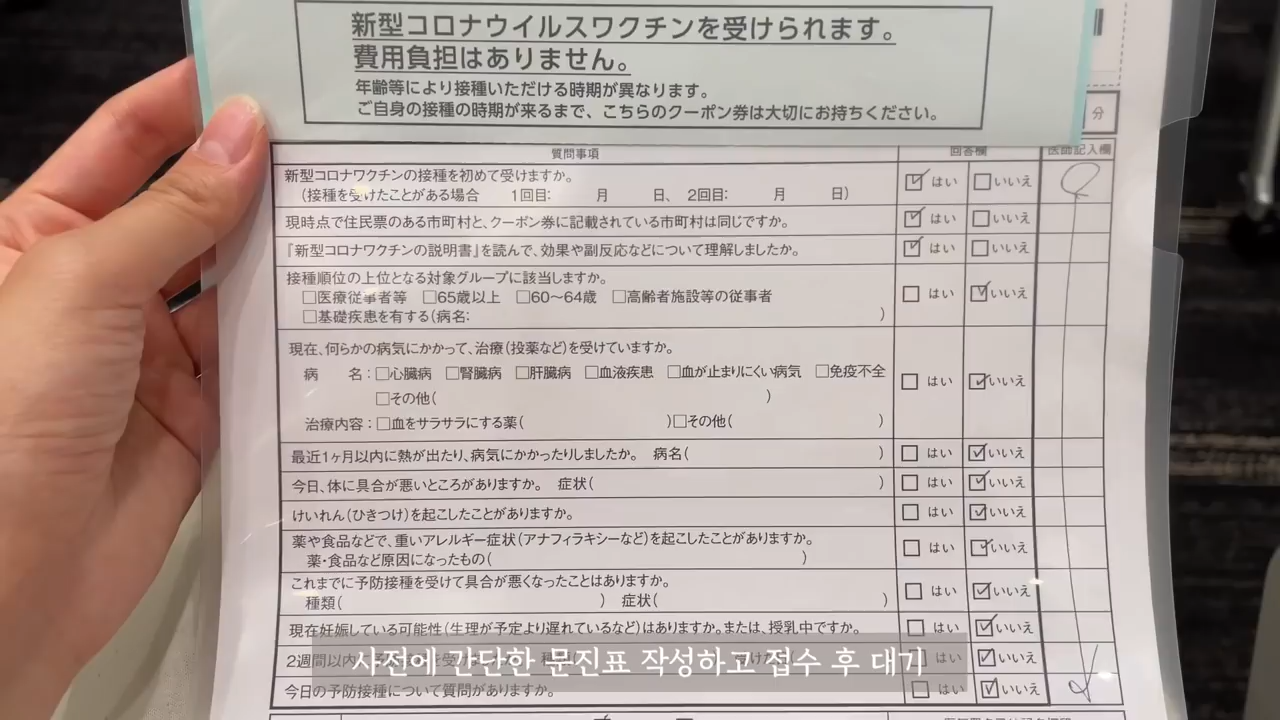 新型コロナウイルスワクチンを受けられます。
費用負担はありません。
年齢等により接種いただける時期が異なります。
ご自身の接種の時期が来るまで、こちらのクーポン券は大切にお持ちください。
分
質問事項 回答欄 医師記入欄
新型コロナワクチンの接種を初めて受けますか。
(接種を受けたことがある場合 1回目: 月 日、 2回目: 月 日) はい いいえ
現時点で住民票のある市町村と、クーポン券に記載されている市町村は同じですか。 はい いいえ
『新型コロナワクチンの説明書』を読んで、効果や副反応などについて理解しましたか。 はい いいえ
接種順位の上位となる対象グループに該当しますか。
□医療従事者等 □65歳以上 □60〜64歳 □高齢者施設等の従事者 はい いいえ
□基礎疾患を有する(病名: )
現在、何らかの病気にかかって、治療(投薬など)を受けていますか。
病 名:□心臓病 □腎臓病 □肝臓病 □血液疾患 □血が止まりにくい病気 □免疫不全 はい いいえ
□その他( )
治療内容:□血をサラサラにする薬( )□その他( )
最近1ヶ月以内に熱が出たり、病気にかかったりしましたか。 病名( ) はい いいえ
今日、体に具合が悪いところがありますか。 症状( ) はい いいえ
けいれん(ひきつけ)を起こしたことがありますか。 はい いいえ
薬や食品などで、重いアレルギー症状(アナフィラキシーなど)を起こしたことがありますか。
薬・食品など原因になったもの( ) はい いいえ
これまでに予防接種を受けて具合が悪くなったことはありますか。
種類( ) 症状( ) はい いいえ
現在妊娠している可能性(生理が予定より遅れているなど)はありますか。または、授乳中ですか。 はい いいえ
2週間以内 はい いいえ
사전에 간단한 문진표 작성하고 접수 후 대기
今日の予防接種について質問がありますか。 はい いいえ